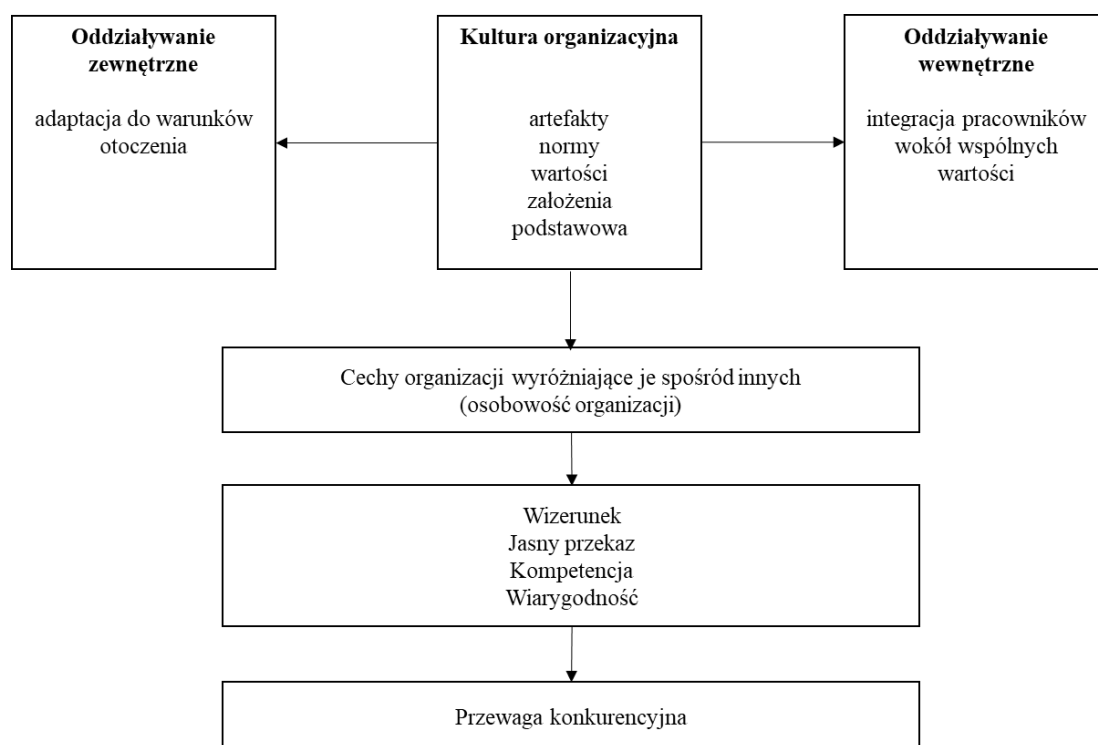 Oddziaływanie
zewnętrzne
adaptacja do warunków
otoczenia
Kultura organizacyjna
artefakty
normy
wartości
założenia
podstawowa
Oddziaływanie
wewnętrzne
integracja pracowników
wokół wspólnych
wartości
Cechy organizacji wyróżniające je spośród innych
(osobowość organizacji)
Wizerunek
Jasny przekaz
Kompetencja
Wiarygodność
Przewaga konkurencyjna